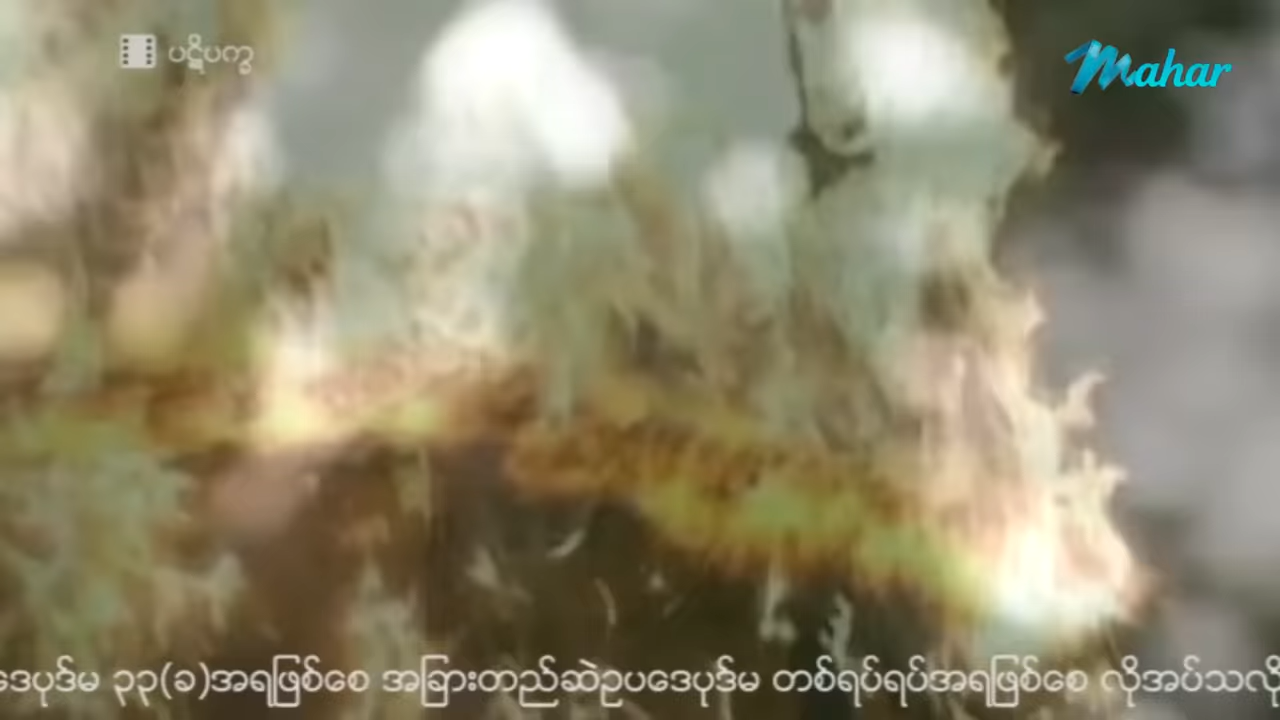 ပဋိပက္ခ
Mahar
ဒေပုဒ်မ ၃၃(ခ)အရဖြစ်စေ အခြားတည်ဆဲဥပဒေပုဒ်မ တစ်ရပ်ရပ်အရဖြစ်စေ လိုအပ်သလို